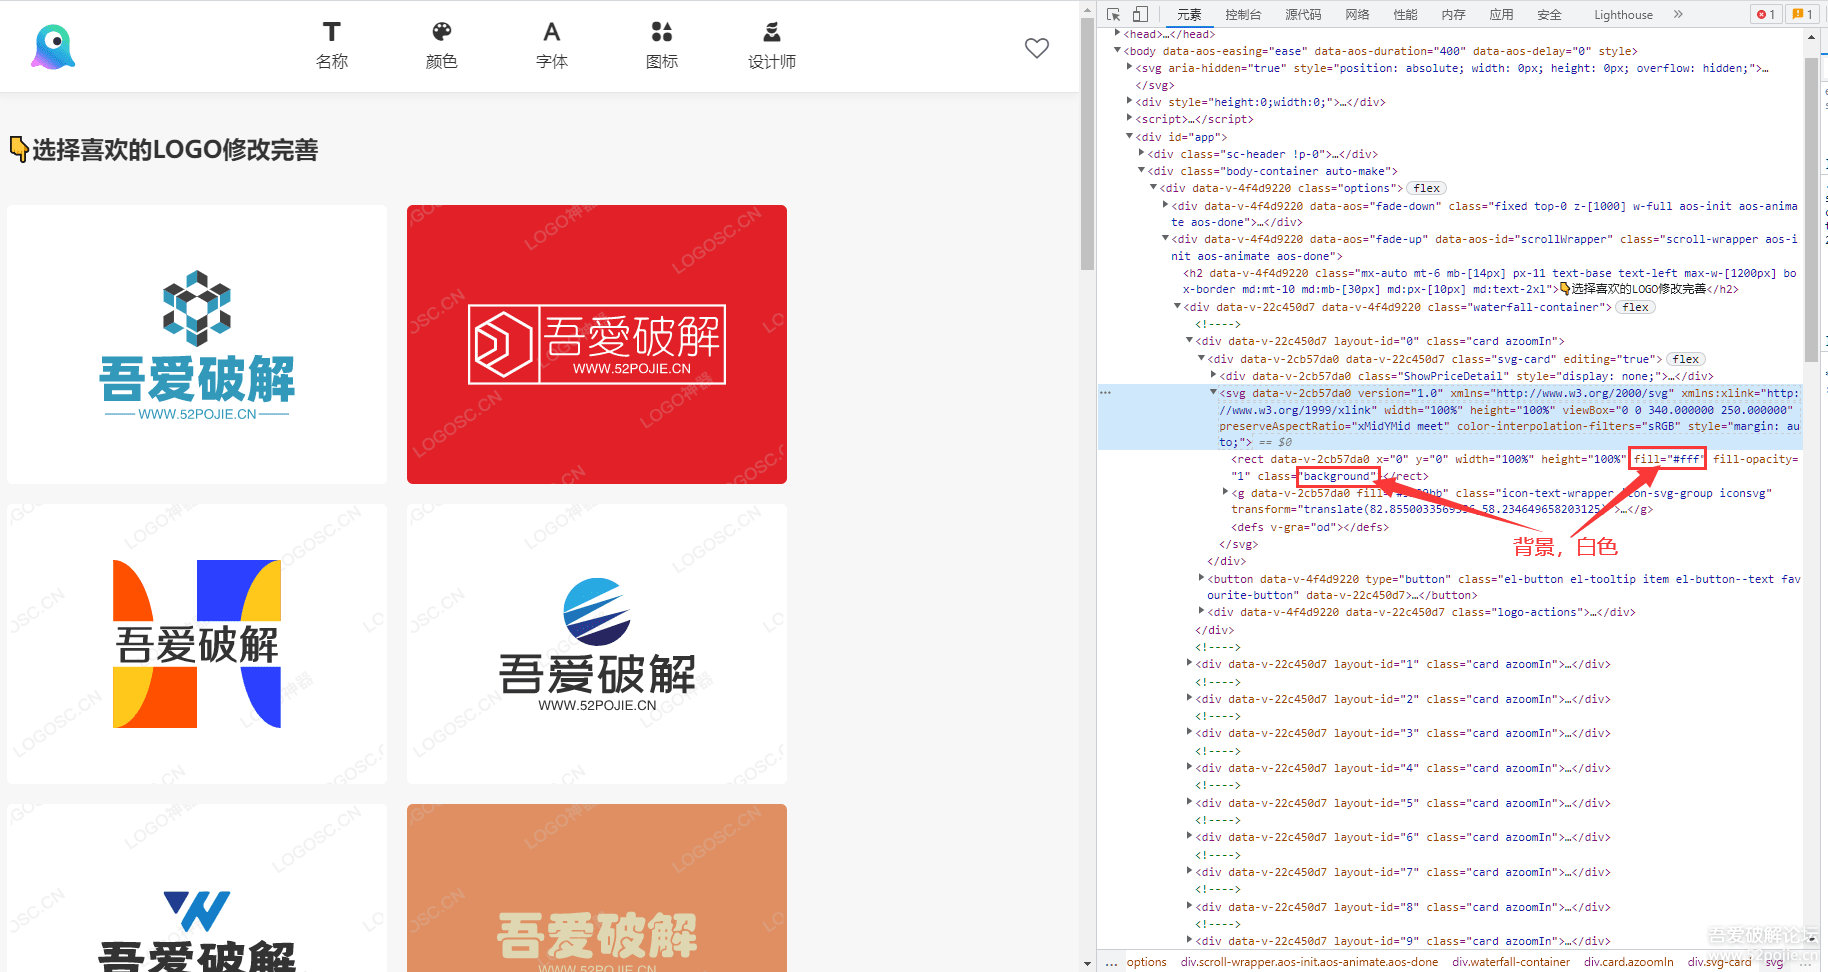 名称
颜色
字体
图标
设计师
👇选择喜欢的LOGO修改完善
吾爱破解
WWW.52POJIE.CN
LOGO神器
LOGOSC.CN
吾愛破解
WWW.52POJIE.CN
吾爱破解
吾爱破解
WWW.52POJIE.CN
吾爱破解
吾爱破解
WWW.52POJIE.CN
元素 控制台 源代码 网络 性能 内存 应用 安全 Lighthouse » 1 1
<head>…</head>
<body data-aos-easing="ease" data-aos-duration="400" data-aos-delay="0" style>
<svg aria-hidden="true" style="position: absolute; width: 0px; height: 0px; overflow: hidden;">…
</svg>
<div style="height:0;width:0;">…</div>
<script>…</script>
<div id="app">
<div class="sc-header !p-0">…</div>
<div class="body-container auto-make">
<div data-v-4f4d9220 class="options"> flex
<div data-v-4f4d9220 data-aos="fade-down" class="fixed top-0 z-[1000] w-full aos-init aos-anima
te aos-done">…</div>
<div data-v-4f4d9220 data-aos="fade-up" data-aos-id="scrollWrapper" class="scroll-wrapper aos-i
nit aos-animate aos-done">
<h2 data-v-4f4d9220 class="mx-auto mt-6 mb-[14px] px-11 text-base text-left max-w-[1200px] bo
x-border md:mt-10 md:mb-[30px] md:px-[10px] md:text-2xl">👇选择喜欢的LOGO修改完善</h2>
<div data-v-22c450d7 data-v-4f4d9220 class="waterfall-container"> flex
<!---->
<div data-v-22c450d7 layout-id="0" class="card azoomIn">
<div data-v-2cb57da0 data-v-22c450d7 class="svg-card" editing="true"> flex
<div data-v-2cb57da0 class="ShowPriceDetail" style="display: none;">…</div>
<svg data-v-2cb57da0 version="1.0" xmlns="http://www.w3.org/2000/svg" xmlns:xlink="http:
//www.w3.org/1999/xlink" width="100%" height="100%" viewBox="0 0 340.000000 250.000000"
preserveAspectRatio="xMidYMid meet" color-interpolation-filters="sRGB" style="margin: au
to;"> == $0
<rect data-v-2cb57da0 x="0" y="0" width="100%" height="100%" fill="#fff" fill-opacity=
"1" class="background"></rect>
<g data-v-2cb57da0 fill= class="icon-text-wrapper icon-svg-group iconsvg"
transform="translate(82.8550033569336,58.234649658203125)">…</g>
<defs v-gra="od"></defs>
</svg>
背景，白色
</div>
<button data-v-4f4d9220 type="button" class="el-button el-tooltip item el-button--text fav
ourite-button" data-v-22c450d7>…</button>
<div data-v-4f4d9220 data-v-22c450d7 class="logo-actions">…</div>
</div>
<!---->
<div data-v-22c450d7 layout-id="1" class="card azoomIn">…</div>
<!---->
<div data-v-22c450d7 layout-id="2" class="card azoomIn">…</div>
<!---->
<div data-v-22c450d7 layout-id="3" class="card azoomIn">…</div>
<!---->
<div data-v-22c450d7 layout-id="4" class="card azoomIn">…</div>
<!---->
<div data-v-22c450d7 layout-id="5" class="card azoomIn">…</div>
<!---->
<div data-v-22c450d7 layout-id="6" class="card azoomIn">…</div>
<!---->
<div data-v-22c450d7 layout-id="7" class="card azoomIn">…</div>
<!---->
<div data-v-22c450d7 layout-id="8" class="card azoomIn">…</div>
<!---->
<div data-v-22c450d7 layout-id="9" class="card azoomIn">…</div>
… options div.scroll-wrapper.aos-init.aos-animate.aos-done div.waterfall-container div.card.azoomIn div.svg-card svg
吾爱破解论坛
www.52pojie.cn